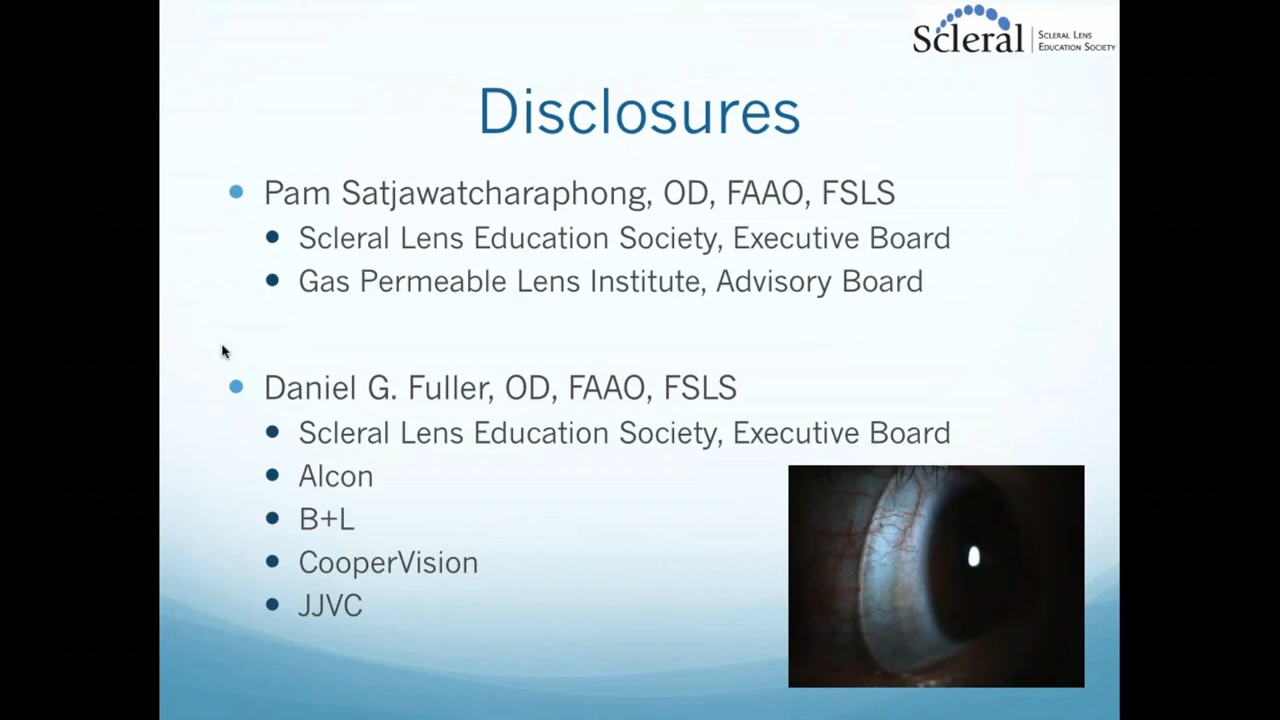 Scleral
SCLERAL LENS
EDUCATION SOCIETY
Disclosures
Pam Satjawatcharaphong, OD, FAAO, FSLS
Scleral Lens Education Society, Executive Board
Gas Permeable Lens Institute, Advisory Board
Daniel G. Fuller, OD, FAAO, FSLS
Scleral Lens Education Society, Executive Board
Alcon
B+L
CooperVision
JJVC